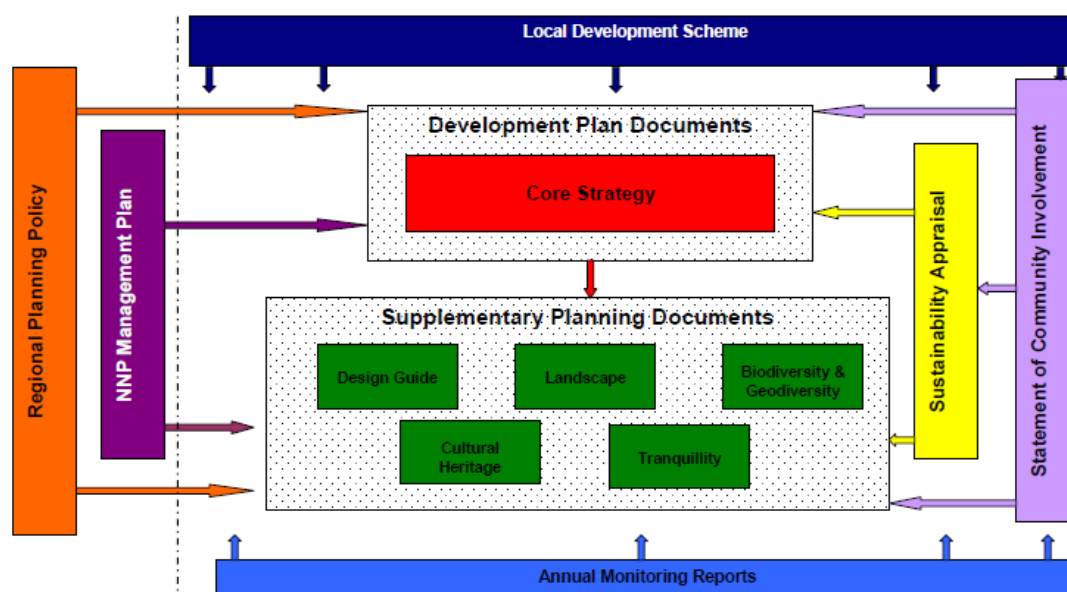 Local Development Scheme
Regional Planning Policy
NNP Management Plan
Development Plan Documents
Core Strategy
Supplementary Planning Documents
Design Guide
Landscape
Biodiversity &
Geodiversity
Cultural
Heritage
Tranquillity
Sustainability Appraisal
Statement of Community Involvement
Annual Monitoring Reports